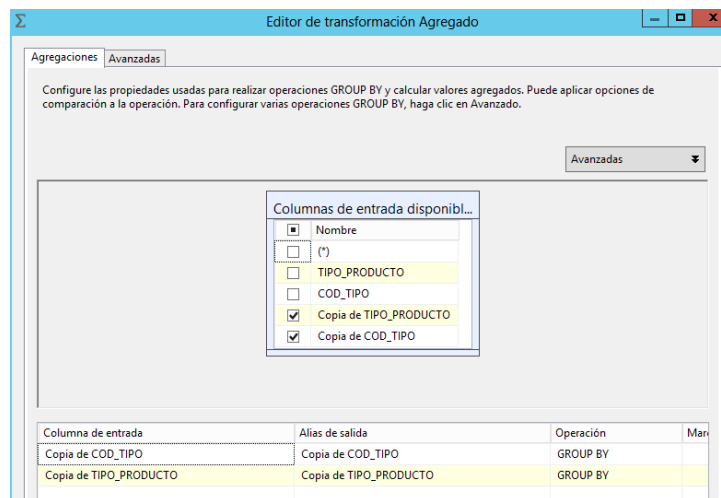 Editor de transformación Agregado
Agregaciones Avanzadas
Configure las propiedades usadas para realizar operaciones GROUP BY y calcular valores agregados. Puede aplicar opciones de
comparación a la operación. Para configurar varias operaciones GROUP BY, haga clic en Avanzado.
Avanzadas
Columnas de entrada disponibl...
Nombre
(*)
TIPO_PRODUCTO
COD_TIPO
Copia de TIPO_PRODUCTO
Copia de COD_TIPO
Columna de entrada Alias de salida Operación Mar
Copia de COD_TIPO Copia de COD_TIPO GROUP BY
Copia de TIPO_PRODUCTO Copia de TIPO_PRODUCTO GROUP BY